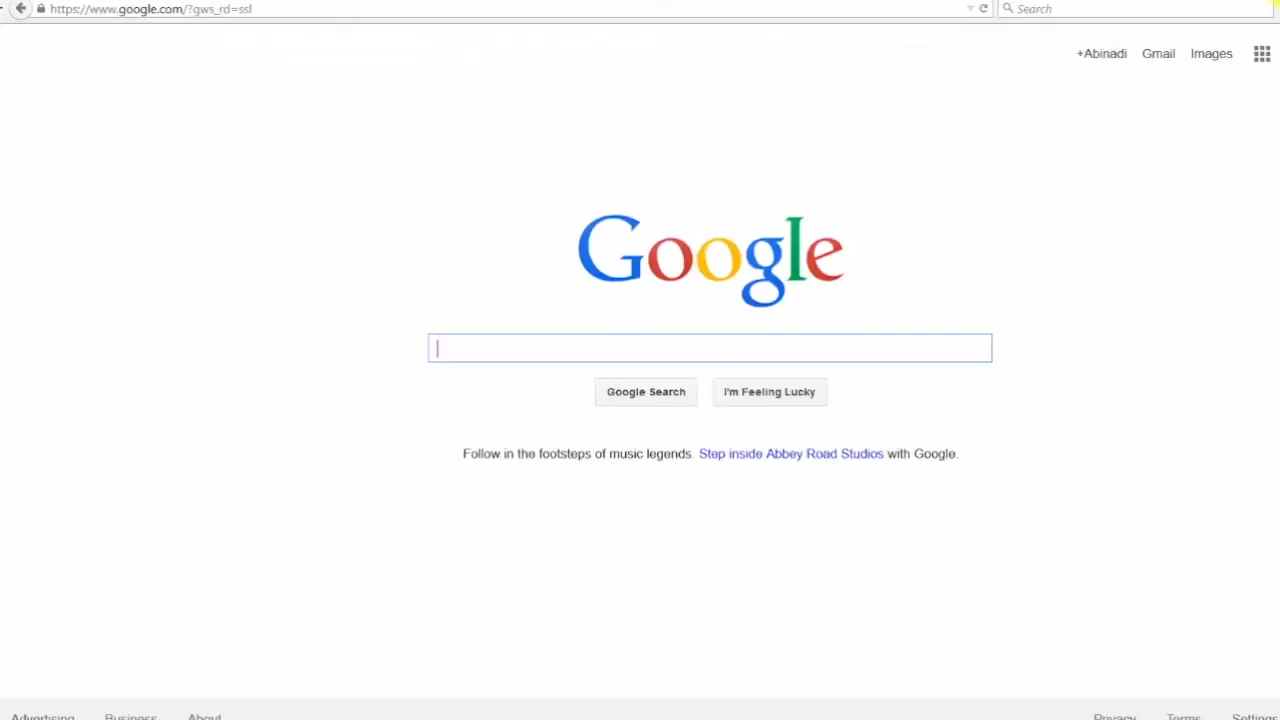 https://www.google.com/?gws_rd=ssl
Search
+Abinadi Gmail Images
Google
Google Search I'm Feeling Lucky
Follow in the footsteps of music legends. Step inside Abbey Road Studios with Google.
Advertising Business About Privacy Terms Settings